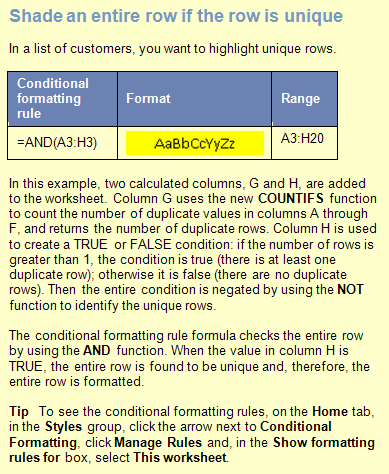 Shade an entire row if the row is unique
In a list of customers, you want to highlight unique rows.
Conditional
formatting
rule
Format
Range
=AND(A3:H3)
AaBbCcYyZz
A3:H20
In this example, two calculated columns, G and H, are added
to the worksheet. Column G uses the new COUNTIFS function
to count the number of duplicate values in columns A through
F, and returns the number of duplicate rows. Column H is used
to create a TRUE or FALSE condition: if the number of rows is
greater than 1, the condition is true (there is at least one
duplicate row); otherwise it is false (there are no duplicate
rows). Then the entire condition is negated by using the NOT
function to identify the unique rows.
The conditional formatting rule formula checks the entire row
by using the AND function. When the value in column H is
TRUE, the entire row is found to be unique and, therefore, the
entire row is formatted.
Tip To see the conditional formatting rules, on the Home tab,
in the Styles group, click the arrow next to Conditional
Formatting, click Manage Rules and, in the Show formatting
rules for box, select This worksheet.